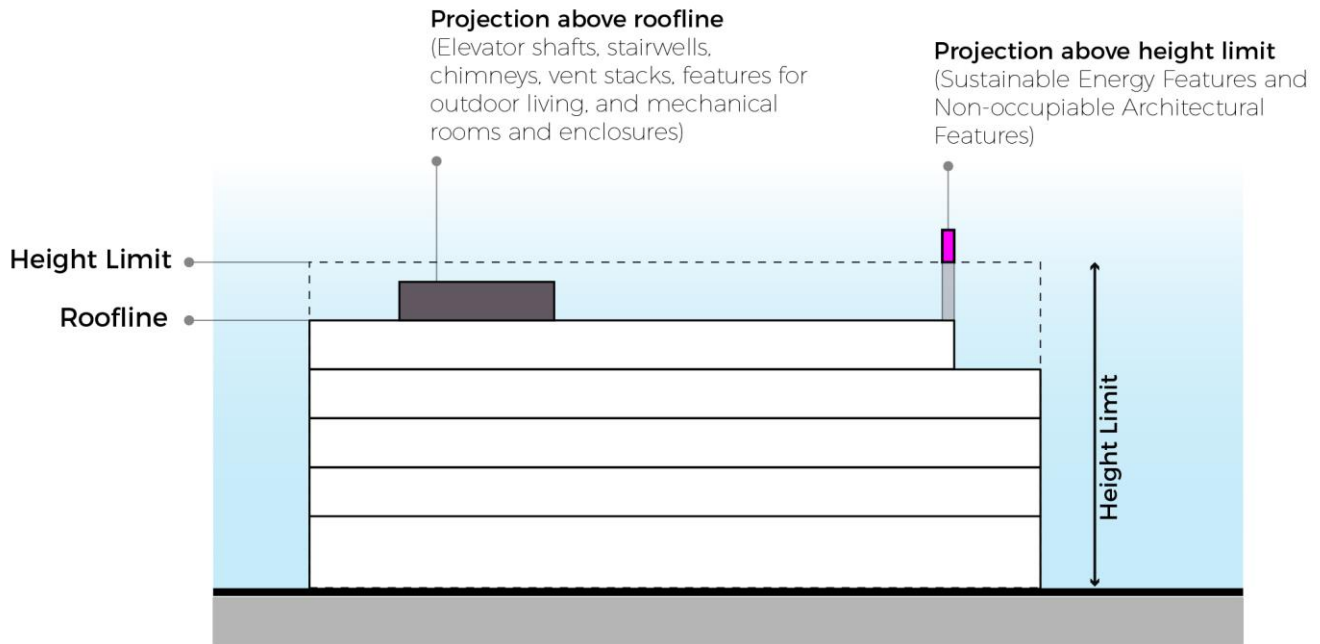 Projection above roofline
(Elevator shafts, stairwells,
chimneys, vent stacks, features for
outdoor living, and mechanical
rooms and enclosures)
Projection above height limit
(Sustainable Energy Features and
Non-occupiable Architectural
Features)
Height Limit
Roofline
Height Limit